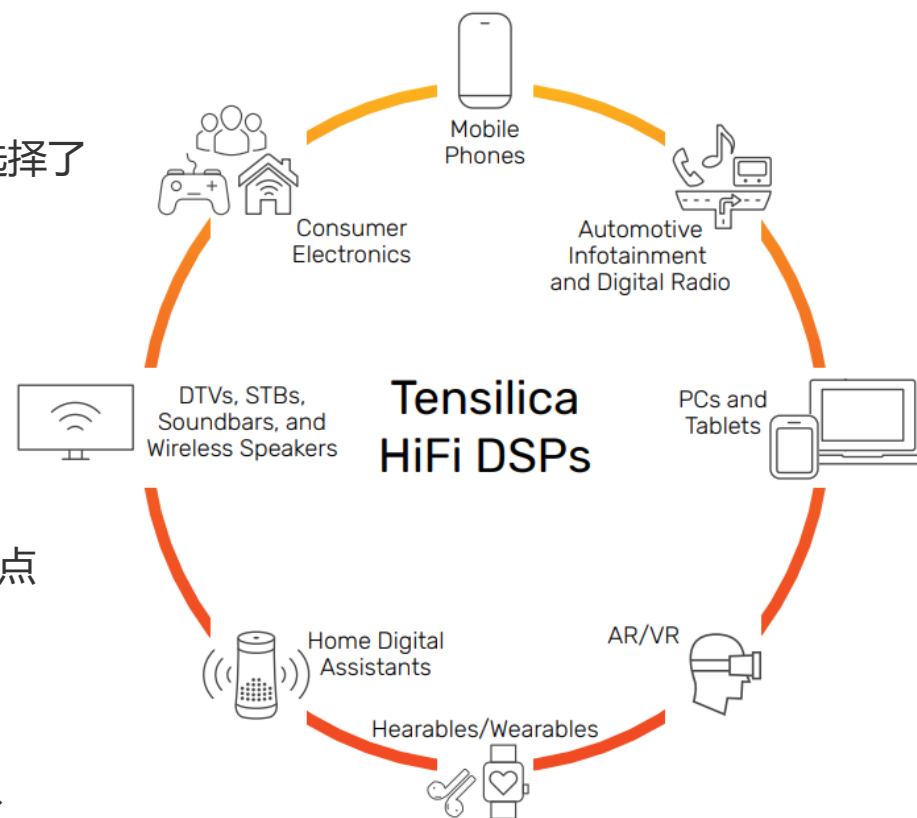 选择了
点
Mobile
Phones
Consumer
Electronics
Automotive
Infotainment
and Digital Radio
DTVs, STBs,
Soundbars, and
Wireless Speakers
Tensilica
HiFi DSPs
PCs and
Tablets
Home Digital
Assistants
AR/VR
Hearables/Wearables